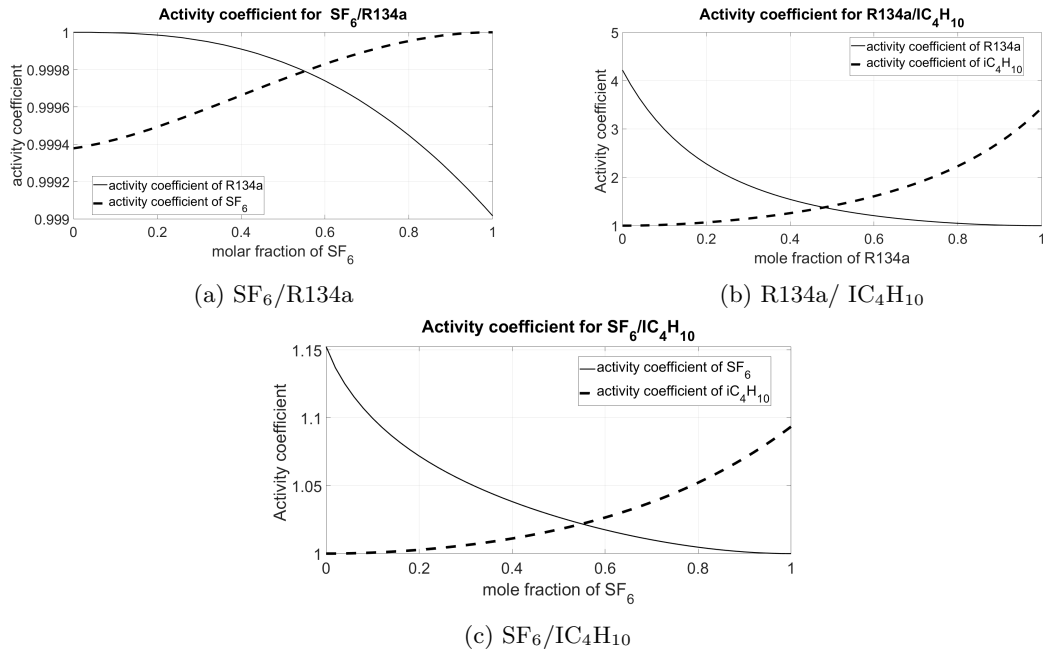 Activity coefficient for SF6/R134a
activity coefficient
1
0.9998
0.9996
0.9994
0.9992
0.999
activity coefficient of R134a
activity coefficient of SF6
0 0.2 0.4 0.6 0.8 1
molar fraction of SF6
(a) SF6/R134a
Activity coefficient for R134a/IC4H10
Activity coefficient
5
4
3
2
1
activity coefficient of R134a
activity coefficient of iC4H10
0 0.2 0.4 0.6 0.8 1
mole fraction of R134a
(b) R134a/ IC4H10
Activity coefficient for SF6/IC4H10
Activity coefficient
1.15
1.1
1.05
1
activity coefficient of SF6
activity coefficient of iC4H10
0 0.2 0.4 0.6 0.8 1
mole fraction of SF6
(c) SF6/IC4H10